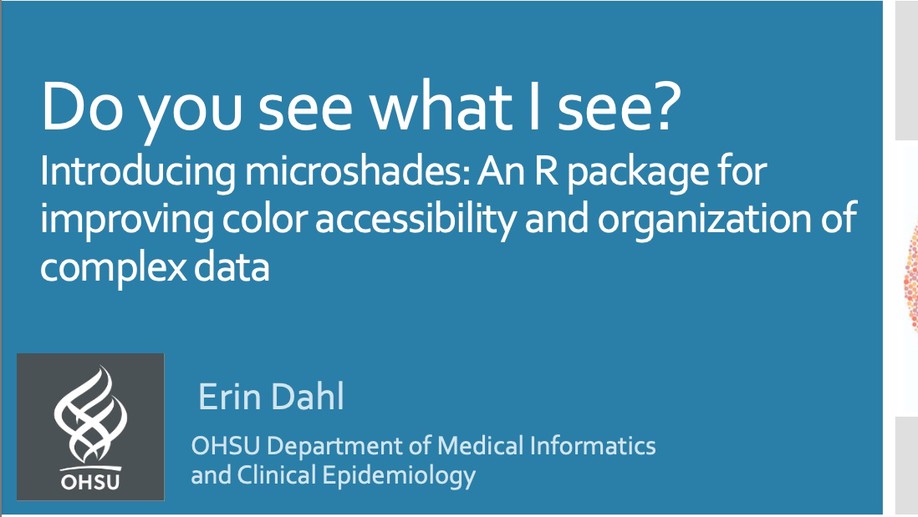 Do you see what I see?
Introducing microshades: An R package for
improving color accessibility and organization of
complex data
Erin Dahl
OHSU Department of Medical Informatics
and Clinical Epidemiology
OHSU